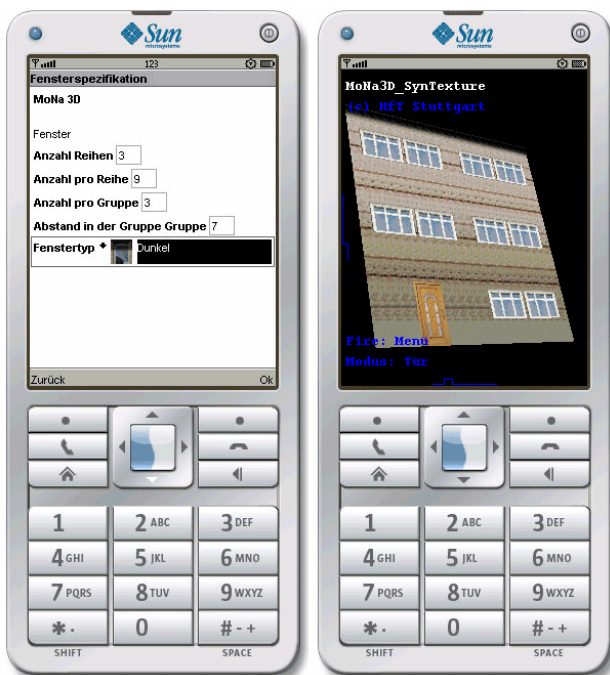 Sun
microsystems
123
Fensterspezifikation
MoNa 3D
Fenster
Anzahl Reihen 3
Anzahl pro Reihe 9
Anzahl pro Gruppe 3
Abstand in der Gruppe Gruppe 7
Fenstertyp Dunkel
Zurück Ok
1 2 ABC 3 DEF
4 GHI 5 JKL 6 MNO
7 PQRS 8 TUV 9 WXYZ
* . 0 # - +
SHIFT SPACE
Sun
microsystems
MoNa3D_SynTexture
(c) HfT Stuttgart
Fire: Menü
Modus: Tür
1 2 ABC 3 DEF
4 GHI 5 JKL 6 MNO
7 PQRS 8 TUV 9 WXYZ
* . 0 # - +
SHIFT SPACE